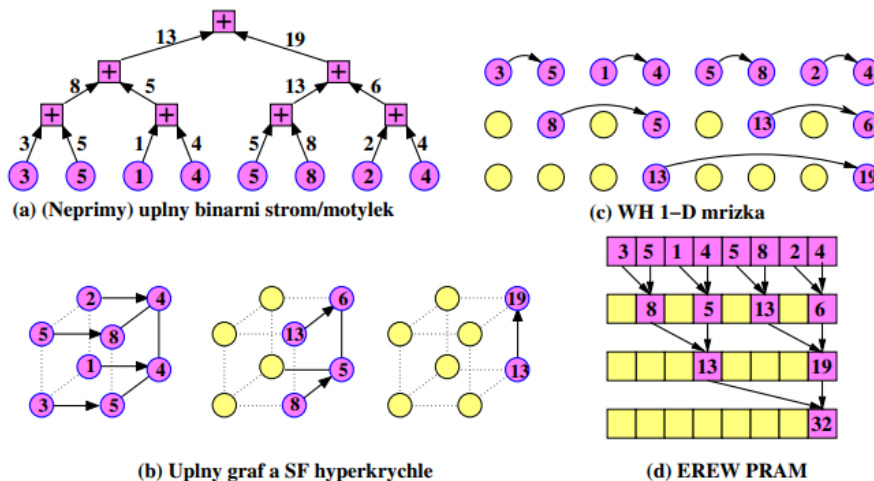 13 19
8 5 13 6
3 5 1 4 5 8 2 4
3 5 1 4 5 8 2 4
(a) (Neprimy) uplny binarni strom/motylek
3 5 1 4 5 8 2 4
8 5 13 6
13 19
(c) WH 1-D mrizka
2 4
5 8
1 4
3 5
6
13
5
8
19
13
(b) Uplny graf a SF hyperkrychle
3 5 1 4 5 8 2 4
8 5 13 6
13 19
32
(d) EREW PRAM